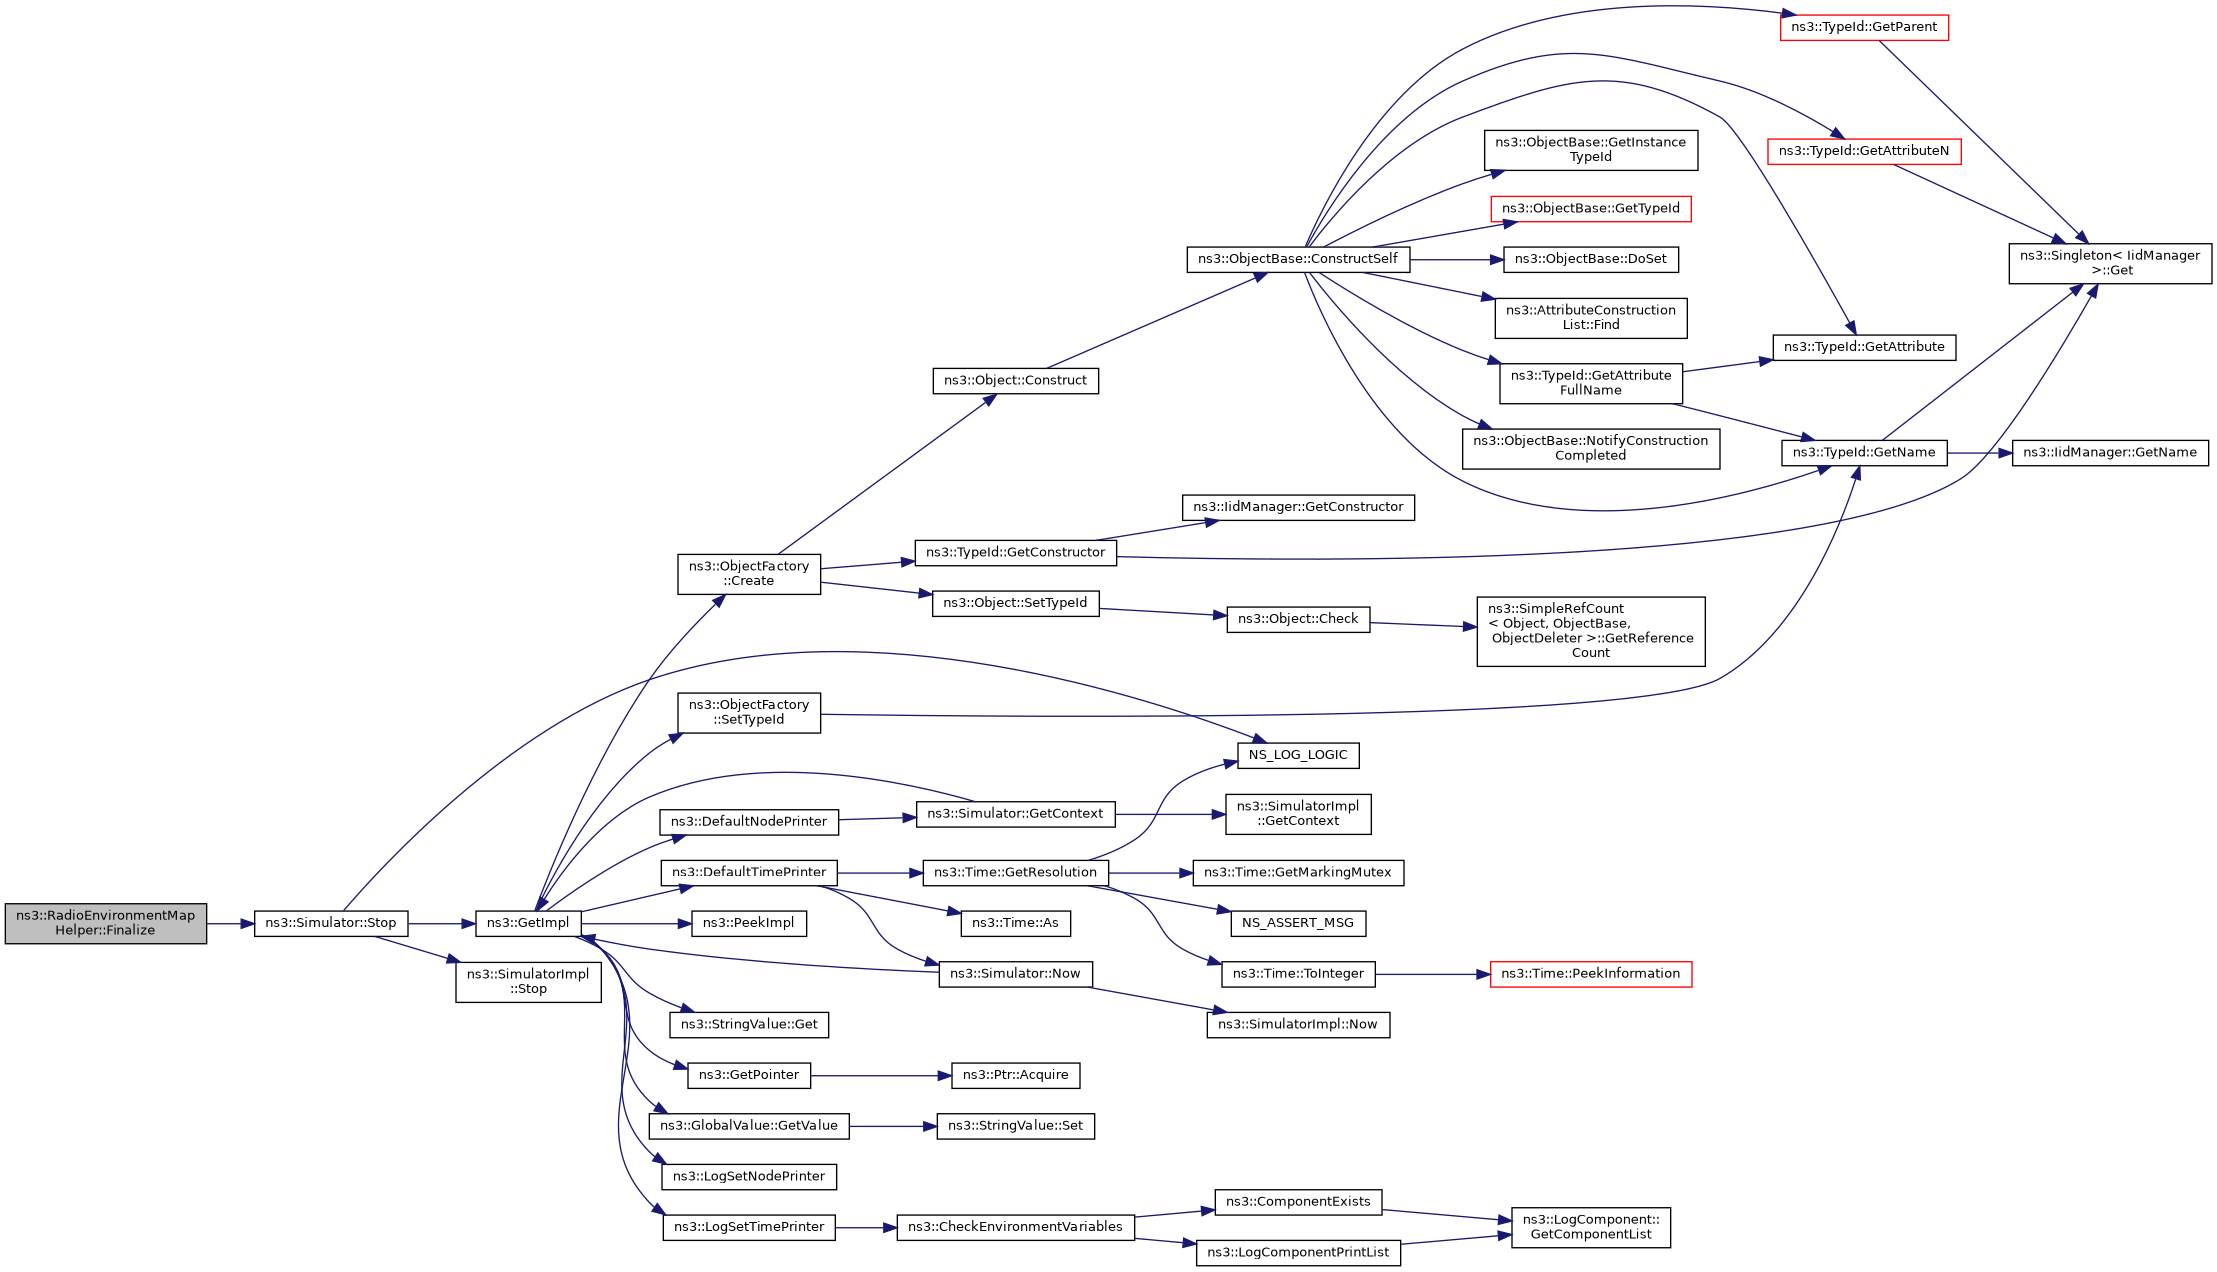 ns3::RadioEnvironmentMap
Helper::Finalize
ns3::Simulator::Stop
ns3::GetImpl
ns3::SimulatorImpl
::Stop
ns3::ObjectFactory
::Create
ns3::ObjectFactory
::SetTypeId
ns3::DefaultNodePrinter
ns3::DefaultTimePrinter
ns3::PeekImpl
ns3::StringValue::Get
ns3::GetPointer
ns3::GlobalValue::GetValue
ns3::LogSetNodePrinter
ns3::LogSetTimePrinter
ns3::Object::Construct
ns3::TypeId::GetConstructor
ns3::Object::SetTypeId
ns3::Simulator::GetContext
ns3::Time::GetResolution
ns3::Time::As
ns3::Simulator::Now
ns3::Ptr::Acquire
ns3::StringValue::Set
ns3::CheckEnvironmentVariables
ns3::ObjectBase::ConstructSelf
ns3::IidManager::GetConstructor
ns3::Object::Check
NS_LOG_LOGIC
ns3::SimulatorImpl
::GetContext
ns3::Time::GetMarkingMutex
NS_ASSERT_MSG
ns3::Time::ToInteger
ns3::SimulatorImpl::Now
ns3::ComponentExists
ns3::LogComponentPrintList
ns3::ObjectBase::GetInstance
TypeId
ns3::ObjectBase::GetTypeId
ns3::ObjectBase::DoSet
ns3::AttributeConstruction
List::Find
ns3::TypeId::GetAttribute
FullName
ns3::ObjectBase::NotifyConstruction
Completed
ns3::SimpleRefCount
< Object, ObjectBase,
ObjectDeleter >::GetReference
Count
ns3::Time::PeekInformation
ns3::LogComponent::
GetComponentList
ns3::TypeId::GetParent
ns3::TypeId::GetAttributeN
ns3::TypeId::GetAttribute
ns3::TypeId::GetName
ns3::Singleton< IidManager
>::Get
ns3::IidManager::GetName